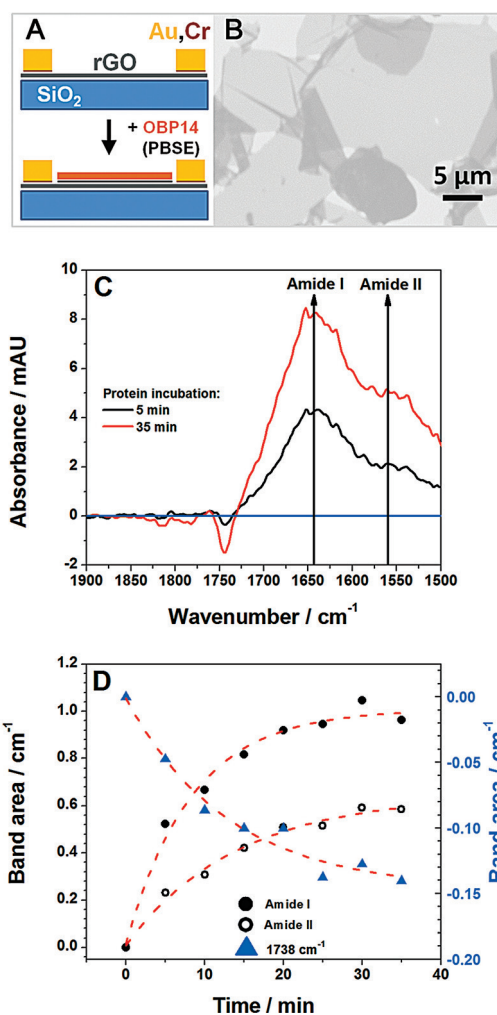 A
Au,Cr
rGO
SiO2
+ OBP14
(PBSE)
B
5 µm
C
Amide I
Amide II
Absorbance / mAU
10
8
6
4
2
0
-2
Protein incubation:
5 min
35 min
1900 1850 1800 1750 1700 1650 1600 1550 1500
Wavenumber / cm-1
D
Band area / cm-1
1.2
1.0
0.8
0.6
0.4
0.2
0.0
0.00
-0.05
-0.10
-0.15
-0.20
Band area / cm-1
Amide I
Amide II
1738 cm-1
0 10 20 30 40
Time / min